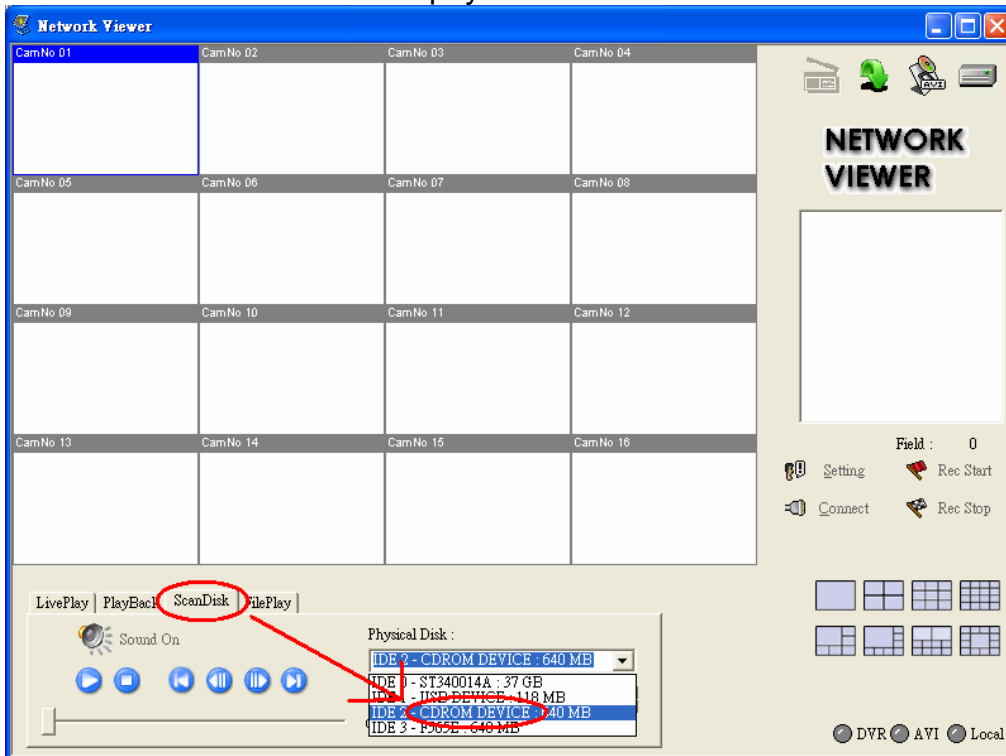 Network Viewer
CamNo 01 CamNo 02 CamNo 03 CamNo 04
AVI
NETWORK
VIEWER
CamNo 05 CamNo 06 CamNo 07 CamNo 08
CamNo 09 CamNo 10 CamNo 11 CamNo 12
CamNo 13 CamNo 14 CamNo 15 CamNo 16
Field : 0
Setting Rec Start
Connect Rec Stop
LivePlay PlayBack ScanDisk FilePlay
Sound On
Physical Disk :
IDE 2 - CDROM DEVICE : 640 MB
IDE 0 - ST340014A : 37 GB
IDE 1 - USB DEVICE : 118 MB
IDE 2 - CDROM DEVICE : 640 MB
IDE 3 - : 640 MB
DVR AVI Local